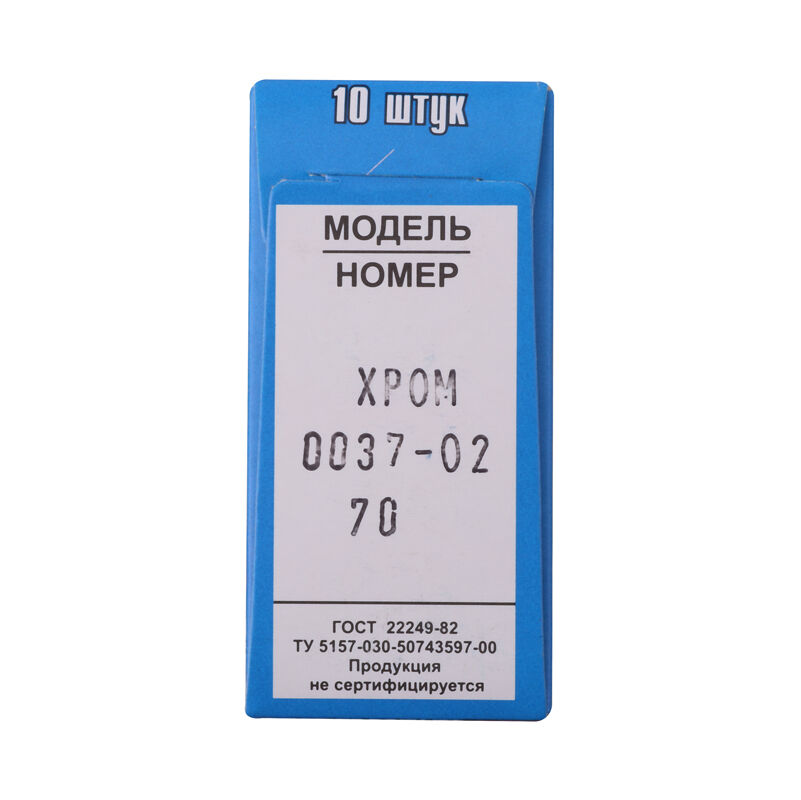 10 штук
МОДЕЛЬ
НОМЕР
ХРОМ
0037-02
70
ГОСТ 22249-82
ТУ 5157-030-50743597-00
Продукция
не сертифицируется